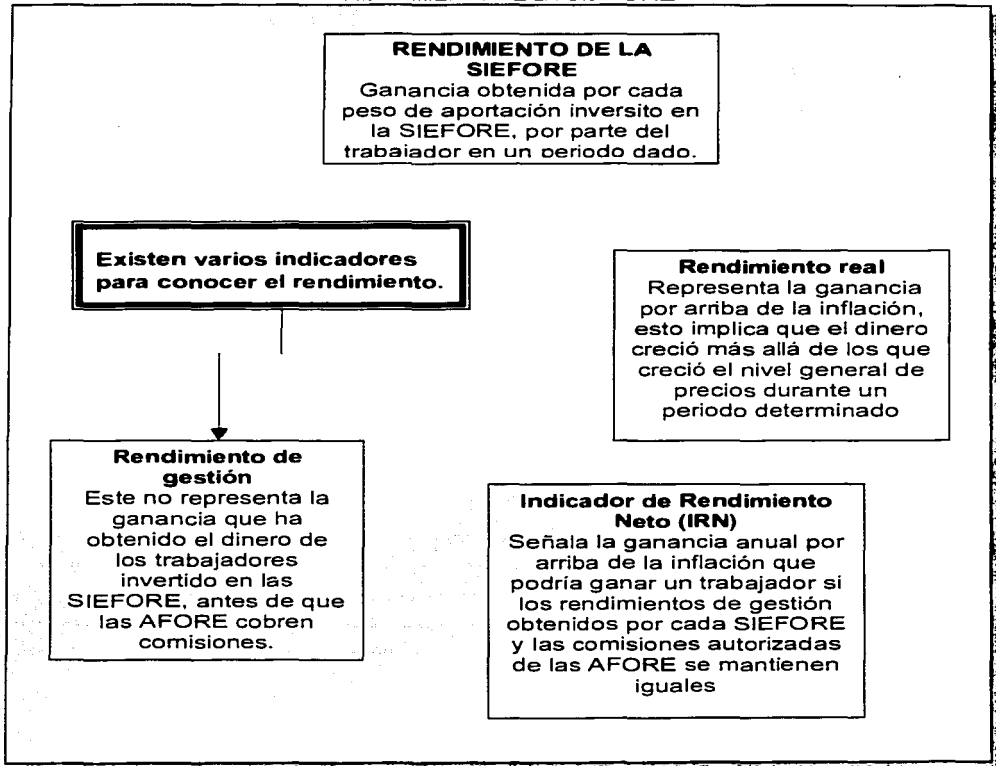 RENDIMIENTO DE LA
SIEFORE
Ganancia obtenida por cada
peso de aportación inversito en
la SIEFORE, por parte del
trabajador en un periodo dado.
Existen varios indicadores
para conocer el rendimiento.
Rendimiento real
Representa la ganancia
por arriba de la inflación,
esto implica que el dinero
creció más allá de los que
creció el nivel general de
precios durante un
periodo determinado
Rendimiento de
gestión
Este no representa la
ganancia que ha
obtenido el dinero de
los trabajadores
invertido en las
SIEFORE, antes de que
las AFORE cobren
comisiones.
Indicador de Rendimiento
Neto (IRN)
Señala la ganancia anual por
arriba de la inflación que
podría ganar un trabajador si
los rendimientos de gestión
obtenidos por cada SIEFORE
y las comisiones autorizadas
de las AFORE se mantienen
iguales